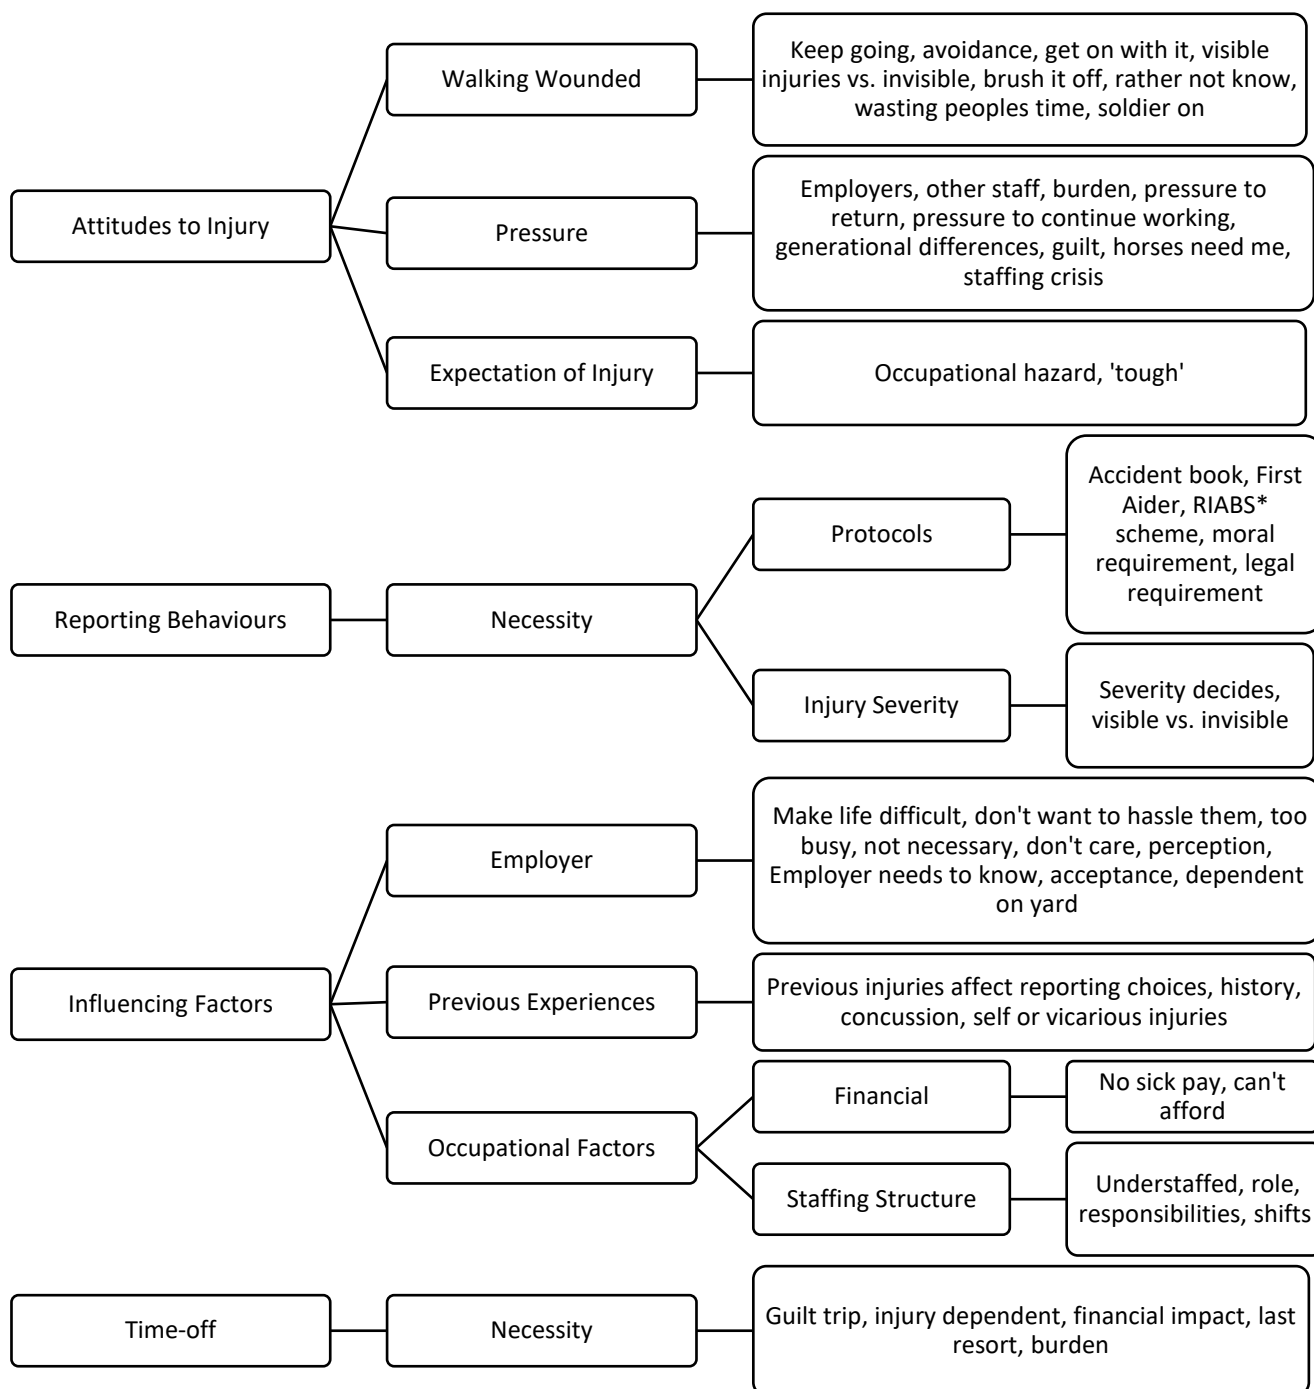 Attitudes to Injury
Walking Wounded
Keep going, avoidance, get on with it, visible
injuries vs. invisible, brush it off, rather not know,
wasting peoples time, soldier on
Pressure
Employers, other staff, burden, pressure to
return, pressure to continue working,
generational differences, guilt, horses need me,
staffing crisis
Expectation of Injury
Occupational hazard, 'tough'
Reporting Behaviours
Necessity
Protocols
Accident book, First
Aider, RIABS*
scheme, moral
requirement, legal
requirement
Injury Severity
Severity decides,
visible vs. invisible
Influencing Factors
Employer
Make life difficult, don't want to hassle them, too
busy, not necessary, don't care, perception,
Employer needs to know, acceptance, dependent
on yard
Previous Experiences
Previous injuries affect reporting choices, history,
concussion, self or vicarious injuries
Occupational Factors
Financial
No sick pay, can't
afford
Staffing Structure
Understaffed, role,
responsibilities, shifts
Time-off
Necessity
Guilt trip, injury dependent, financial impact, last
resort, burden